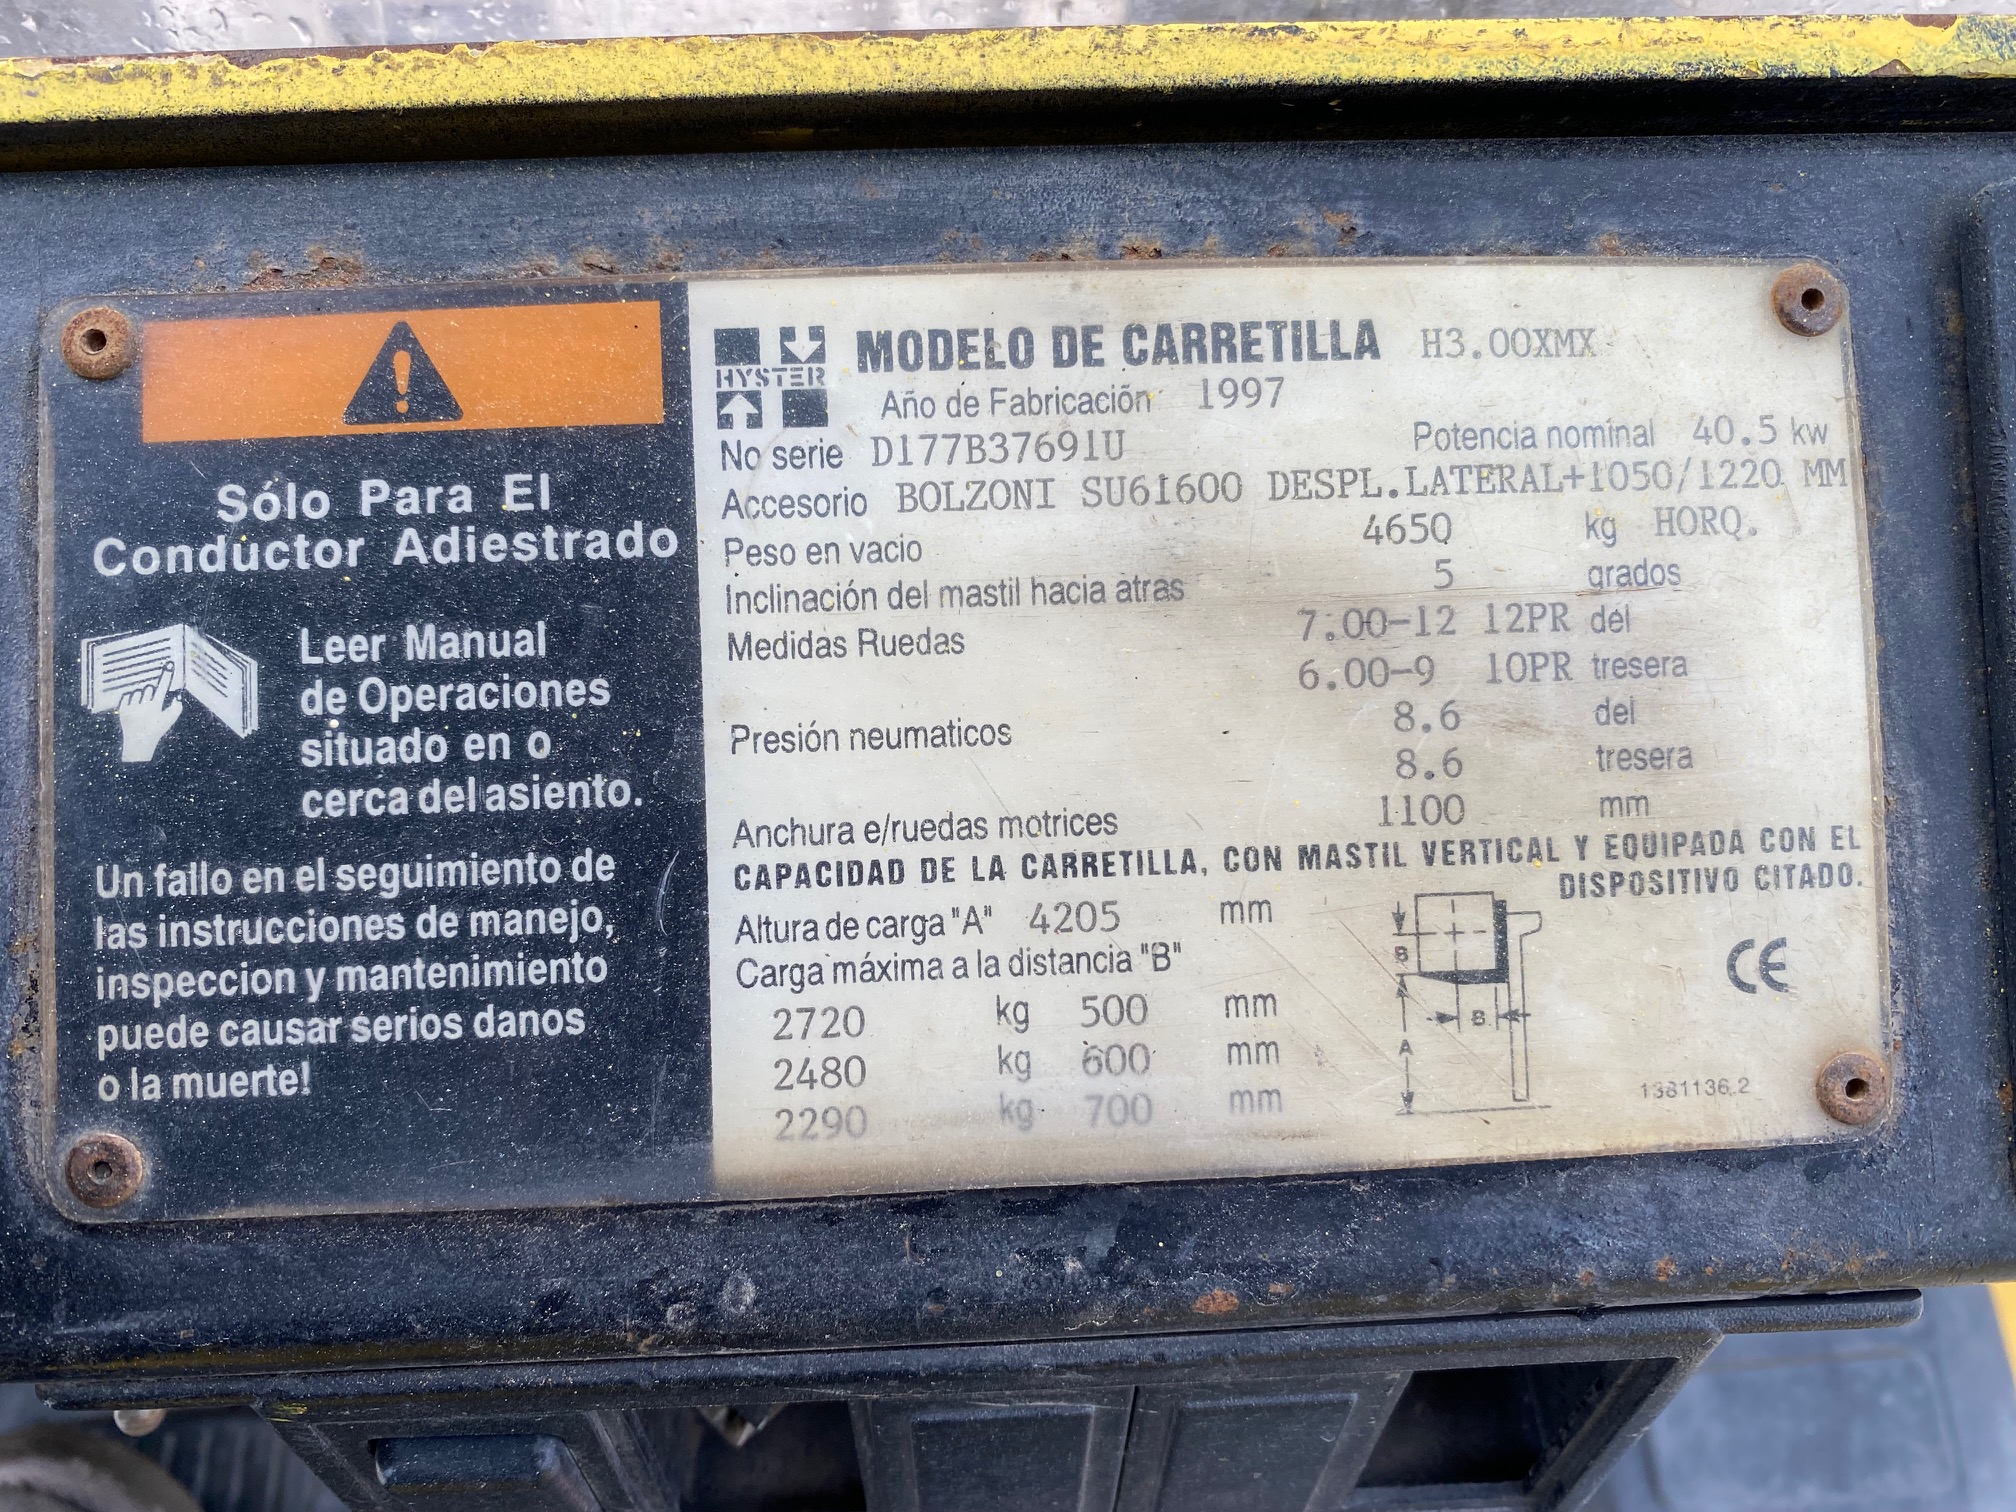 Sólo Para El
Conductor Adiestrado
Leer Manual
de Operaciones
situado en o
cerca del asiento.
Un fallo en el seguimiento de
las instrucciones de manejo,
inspeccion y mantenimiento
puede causar serios danos
o la muerte!
HYSTER
MODELO DE CARRETILLA H3.00XMX
Año de Fabricación 1997
No serie D177B37691U Potencia nominal 40.5 kw
Accesorio BOLZONI SU61600 DESPL.LATERAL+1050/1220 MM
Peso en vacio 4650 kg HORQ.
Inclinación del mastil hacia atras 5 grados
Medidas Ruedas 7.00-12 12PR del
6.00-9 10PR tresera
Presión neumaticos 8.6 del
8.6 tresera
Anchura e/ruedas motrices 1100 mm
CAPACIDAD DE LA CARRETILLA, CON MASTIL VERTICAL Y EQUIPADA CON EL
DISPOSITIVO CITADO.
Altura de carga "A" 4205 mm
Carga máxima a la distancia "B"
2720 kg 500 mm
2480 kg 600 mm
2290 kg 700 mm
B
B
A
CE
1381136.2